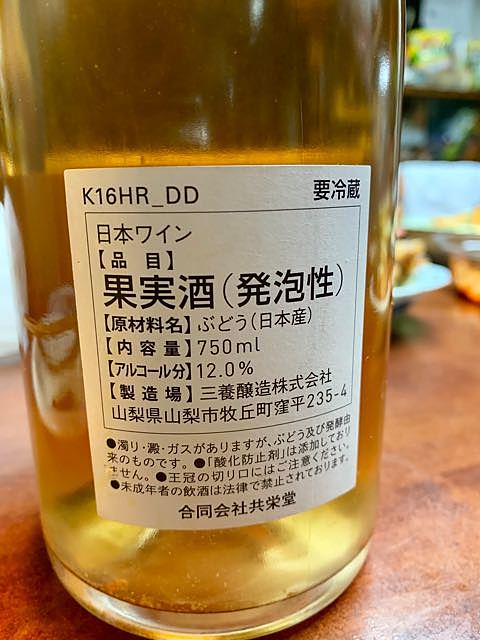 K16HR_DD 要冷蔵
日本ワイン
【品 目】
果実酒(発泡性)
【原材料名】ぶどう(日本産)
【内容量】750ml
【アルコール分】12.0%
【製造場】三養醸造株式会社
山梨県山梨市牧丘町窪平235-4
●濁り・澱・ガスがありますが、ぶどう及び発酵由
来のものです。●「酸化防止剤」は添加しており
ません。●王冠の切り口にはご注意ください。
●未成年者の飲酒は法律で禁止されております。
合同会社共栄堂